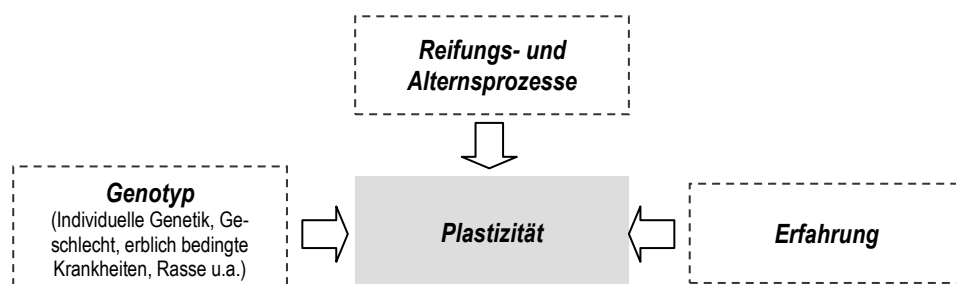 Reifungs- und
Alternsprozesse
Genotyp
(Individuelle Genetik, Ge-
schlecht, erblich bedingte
Krankheiten, Rasse u.a.)
Plastizität
Erfahrung